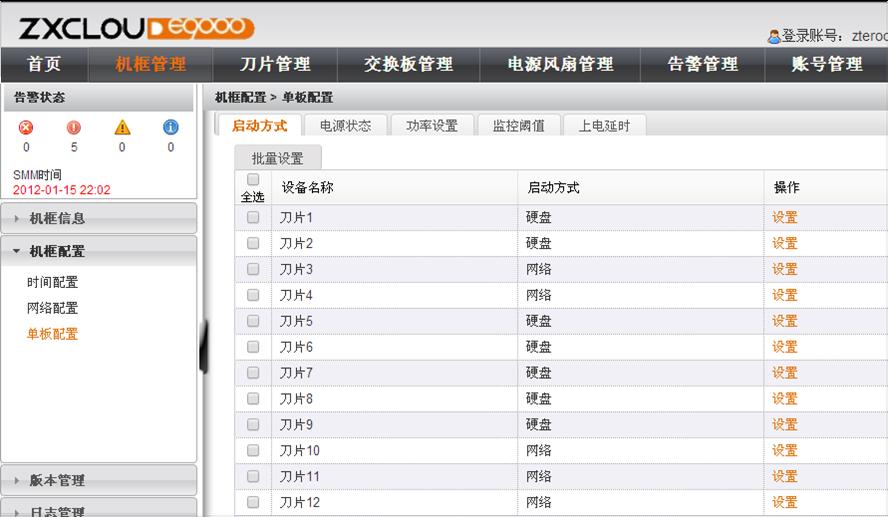 ZXCLOUD E9000
登录账号: zteroo
首页 机框管理 刀片管理 交换板管理 电源风扇管理 告警管理 账号管理
告警状态
0 5 0 0
SMM时间
2012-01-15 22:02
机框信息
机框配置
时间配置
网络配置
单板配置
版本管理
日志管理
机框配置 > 单板配置
启动方式 电源状态 功率设置 监控阈值 上电延时
批量设置
全选 设备名称 启动方式 操作
刀片1 硬盘 设置
刀片2 硬盘 设置
刀片3 网络 设置
刀片4 网络 设置
刀片5 硬盘 设置
刀片6 硬盘 设置
刀片7 硬盘 设置
刀片8 硬盘 设置
刀片9 硬盘 设置
刀片10 网络 设置
刀片11 网络 设置
刀片12 网络 设置